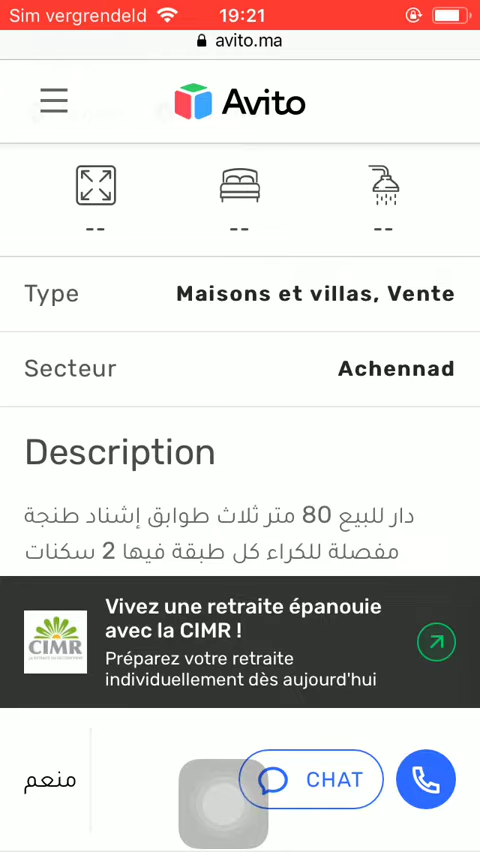 Sim vergrendeld 19:21
avito.ma
Avito
-- -- --
Type Maisons et villas, Vente
Secteur Achennad
Description
دار للبيع 80 متر ثلاث طوابق إشناد طنجة
مفصلة للكراء كل طبقة فيها 2 سكنات
Vivez une retraite épanouie
avec la CIMR !
CIMR
Préparez votre retraite
individuellement dès aujourd'hui
منعم CHAT